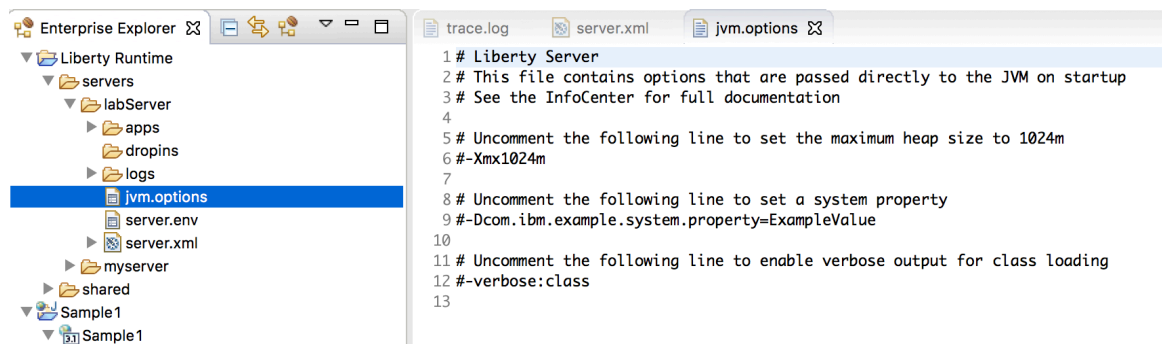 Enterprise Explorer
Liberty Runtime
servers
labServer
apps
dropins
logs
jvm.options
server.env
server.xml
myserver
shared
Sample1
3.1 Sample1
trace.log server.xml jvm.options
1 # Liberty Server
2 # This file contains options that are passed directly to the JVM on startup
3 # See the InfoCenter for full documentation
4
5 # Uncomment the following line to set the maximum heap size to 1024m
6 #-Xmx1024m
7
8 # Uncomment the following line to set a system property
9 #-Dcom.ibm.example.system.property=ExampleValue
10
11 # Uncomment the following line to enable verbose output for class loading
12 #-verbose:class
13